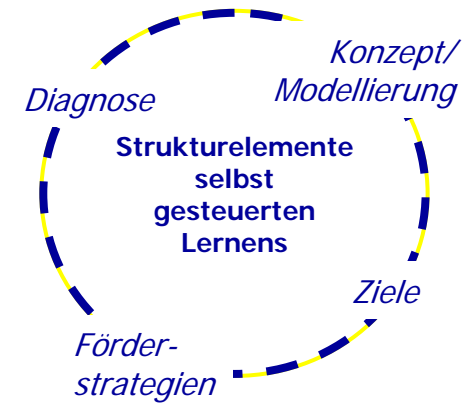 Konzept/
Modellierung
Diagnose
Strukturelemente
selbst
gesteuerten
Lernens
Ziele
Förder-
strategien